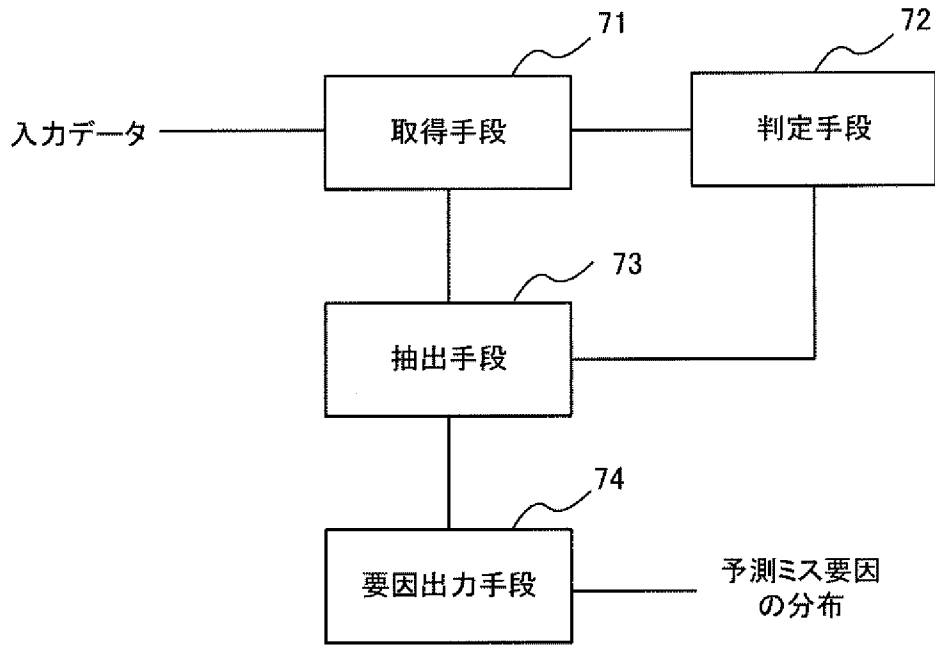 71
72
入力データ
取得手段
判定手段
73
抽出手段
74
要因出力手段
予測ミス要因
の分布